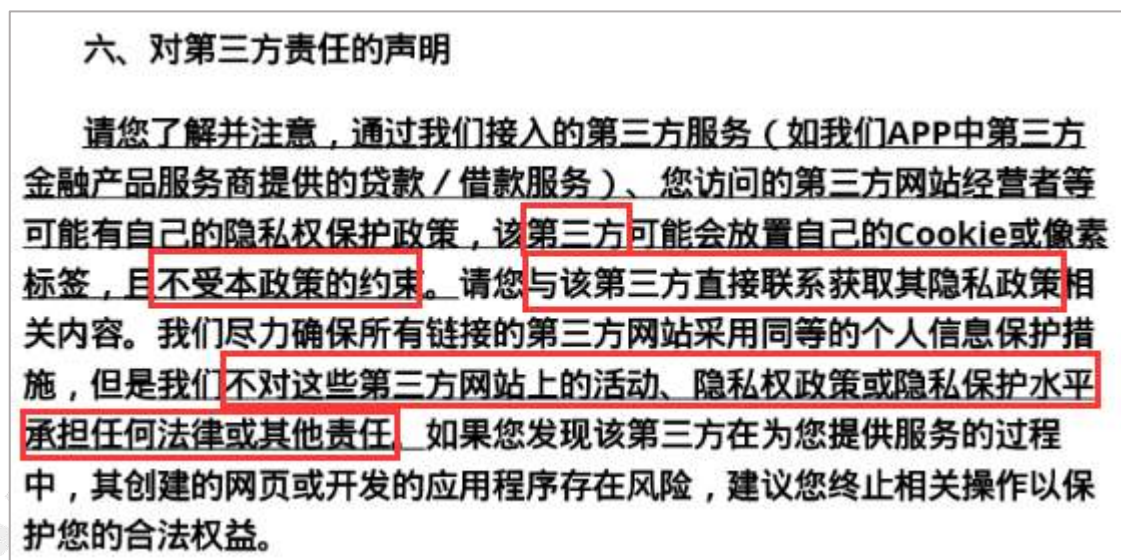 六、对第三方责任的声明
请您了解并注意，通过我们接入的第三方服务（如我们APP中第三方
金融产品服务商提供的贷款／借款服务）、您访问的第三方网站经营者等
可能有自己的隐私权保护政策，该第三方可能会放置自己的Cookie或像素
标签，且不受本政策的约束。请您与该第三方直接联系获取其隐私政策相
关内容。我们尽力确保所有链接的第三方网站采用同等的个人信息保护措
施，但是我们不对这些第三方网站上的活动、隐私权政策或隐私保护水平
承担任何法律或其他责任。如果您发现该第三方在为您提供服务的过程
中，其创建的网页或开发的应用程序存在风险，建议您终止相关操作以保
护您的合法权益。